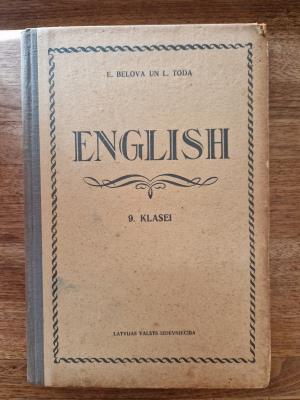 E. BELOVA UN L. TODA
ENGLISH
9. KLASEI
LATVIJAS VALSTS IZDEVNIECĪBA